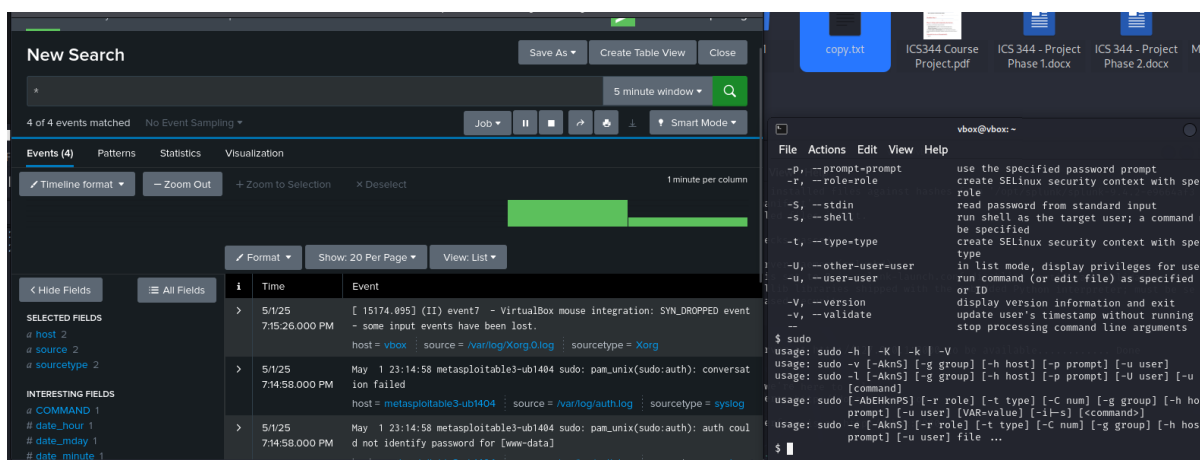 New Search
Save As ▾
Create Table View
Close
*
5 minute window ▾
4 of 4 events matched
No Event Sampling ▾
Job ▾
Smart Mode ▾
Events (4)
Patterns
Statistics
Visualization
Timeline format ▾
— Zoom Out
+ Zoom to Selection
× Deselect
1 minute per column
Format ▾
Show: 20 Per Page ▾
View: List ▾
< Hide Fields
All Fields
SELECTED FIELDS
a host 2
a source 2
a sourcetype 2
INTERESTING FIELDS
a COMMAND 1
# date_hour 1
# date_mday 1
# date_minute 1
i
Time
Event
> 5/1/25
7:15:26.000 PM
[ 15174.095] (II) event7 - VirtualBox mouse integration: SYN_DROPPED event
- some input events have been lost.
host = vbox
source = /var/log/Xorg.0.log
sourcetype = Xorg
> 5/1/25
7:14:58.000 PM
May 1 23:14:58 metasploitable3-ub1404 sudo: pam_unix(sudo:auth): conversat
ion failed
host = metasploitable3-ub1404
source = /var/log/auth.log
sourcetype = syslog
> 5/1/25
7:14:58.000 PM
May 1 23:14:58 metasploitable3-ub1404 sudo: pam_unix(sudo:auth): auth coul
d not identify password for [www-data]
copy.txt
ICS344 Course
Project.pdf
ICS 344 - Project
Phase 1.docx
ICS 344 - Project
Phase 2.docx
vbox@vbox: ~
File Actions Edit View Help
-p, --prompt=prompt use the specified password prompt
-r, --role=role create SELinux security context with spe
role
-S, --stdin read password from standard input
-s, --shell run shell as the target user; a command
be specified
-t, --type=type create SELinux security context with spe
type
-U, --other-user=user in list mode, display privileges for use
-u, --user=user run command (or edit file) as specified
or ID
-V, --version display version information and exit
-v, --validate update user's timestamp without running
-- stop processing command line arguments
$ sudo
usage: sudo -h | -K | -k | -V
usage: sudo -v [-AknS] [-g group] [-h host] [-p prompt] [-u user]
usage: sudo -l [-AknS] [-g group] [-h host] [-p prompt] [-U user] [-u
[command]
usage: sudo [-AbEHknPS] [-r role] [-t type] [-C num] [-g group] [-h ho
prompt] [-u user] [VAR=value] [-i|-s] [<command>]
usage: sudo -e [-AknS] [-r role] [-t type] [-C num] [-g group] [-h hos
prompt] [-u user] file ...
$